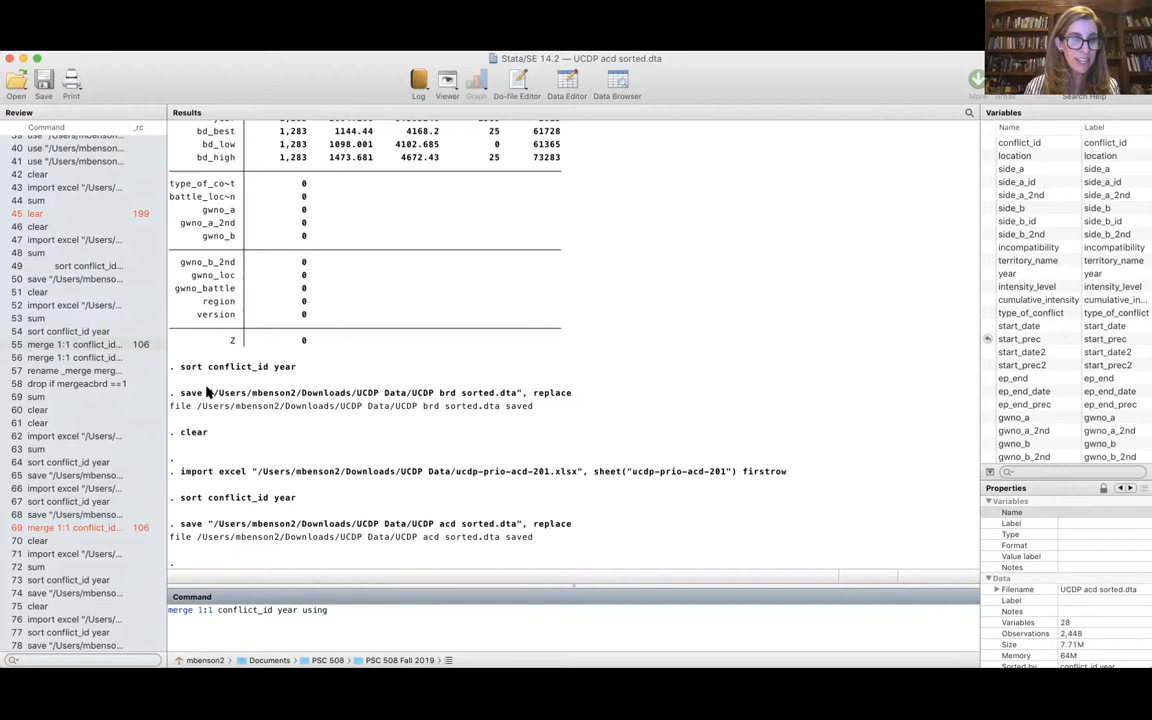 Stata/SE 14.2 — UCDP acd sorted.dta
Open
Save
Print
Log
Viewer
Graph
Do-file Editor
Data Editor
Data Browser
More
Break
Search Help
Review
Command
_rc
39 use "/Users/mbenso2/...
40 use "/Users/mbenso2/...
41 use "/Users/mbenso2/...
42 clear
43 import excel "/Users/...
44 sum
45 lear 199
46 clear
47 import excel "/Users/...
48 sum
49 sort conflict_id...
50 save "/Users/mbenso...
51 clear
52 import excel "/Users/...
53 sum
54 sort conflict_id year
55 merge 1:1 conflict_id... 106
56 merge 1:1 conflict_id...
57 rename _merge merg...
58 drop if mergeacbrd ==1
59 sum
60 clear
61 clear
62 import excel "/Users/...
63 sum
64 sort conflict_id year
65 save "/Users/mbenso...
66 import excel "/Users/...
67 sort conflict_id year
68 save "/Users/mbenso...
69 merge 1:1 conflict_id... 106
70 clear
71 import excel "/Users/...
72 sum
73 sort conflict_id year
74 save "/Users/mbenso...
75 clear
76 import excel "/Users/...
77 sort conflict_id year
78 save "/Users/mbenso...
Results
bd_best 1,283 1144.44 4168.2 25 61728
bd_low 1,283 1098.001 4102.685 0 61365
bd_high 1,283 1473.681 4672.43 25 73283
type_of_co~t 0
battle_loc~n 0
gwno_a 0
gwno_a_2nd 0
gwno_b 0
gwno_b_2nd 0
gwno_loc 0
gwno_battle 0
region 0
version 0
Z 0
. sort conflict_id year
. save "/Users/mbenson2/Downloads/UCDP Data/UCDP brd sorted.dta", replace
file /Users/mbenson2/Downloads/UCDP Data/UCDP brd sorted.dta saved
. clear
.
. import excel "/Users/mbenson2/Downloads/UCDP Data/ucdp-prio-acd-201.xlsx", sheet("ucdp-prio-acd-201") firstrow
. sort conflict_id year
. save "/Users/mbenson2/Downloads/UCDP Data/UCDP acd sorted.dta", replace
file /Users/mbenson2/Downloads/UCDP Data/UCDP acd sorted.dta saved
.
Command
merge 1:1 conflict_id year using
mbenson2
Documents
PSC 508
PSC 508 Fall 2019
Variables
Name Label
conflict_id conflict_id
location location
side_a side_a
side_a_id side_a_id
side_a_2nd side_a_2nd
side_b side_b
side_b_id side_b_id
side_b_2nd side_b_2nd
incompatibility incompatibility
territory_name territory_name
year year
intensity_level intensity_level
cumulative_intensity cumulative_in...
type_of_conflict type_of_conflict
start_date start_date
start_prec start_prec
start_date2 start_date2
start_prec2 start_prec2
ep_end ep_end
ep_end_date ep_end_date
ep_end_prec ep_end_prec
gwno_a gwno_a
gwno_a_2nd gwno_a_2nd
gwno_b gwno_b
gwno_b_2nd gwno_b_2nd
Properties
Variables
Name
Label
Type
Format
Value label
Notes
Data
Filename UCDP acd sorted.dta
Label
Notes
Variables 28
Observations 2,448
Size 7.71M
Memory 64M
Sorted by conflict_id year